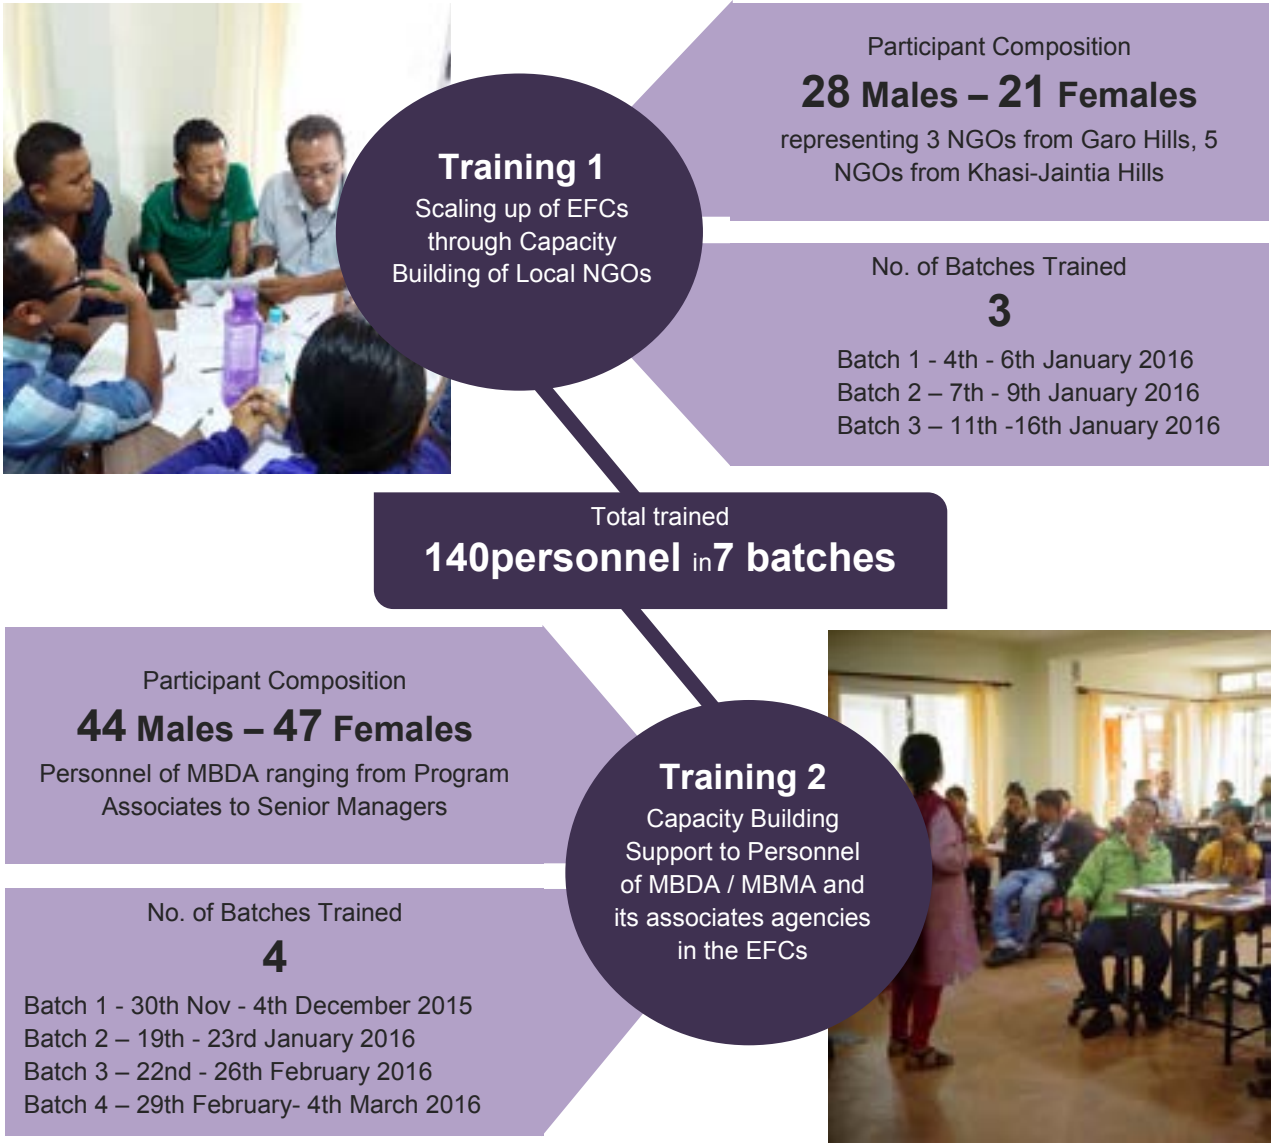 Training 1
Scaling up of EFCs
through Capacity
Building of Local NGOs
Participant Composition
28 Males – 21 Females
representing 3 NGOs from Garo Hills, 5
NGOs from Khasi-Jaintia Hills
No. of Batches Trained
3
Batch 1 - 4th - 6th January 2016
Batch 2 – 7th - 9th January 2016
Batch 3 – 11th -16th January 2016
Total trained
140personnel in7 batches
Participant Composition
44 Males – 47 Females
Personnel of MBDA ranging from Program
Associates to Senior Managers
No. of Batches Trained
4
Batch 1 - 30th Nov - 4th December 2015
Batch 2 – 19th - 23rd January 2016
Batch 3 – 22nd - 26th February 2016
Batch 4 – 29th February- 4th March 2016
Training 2
Capacity Building
Support to Personnel
of MBDA / MBMA and
its associates agencies
in the EFCs